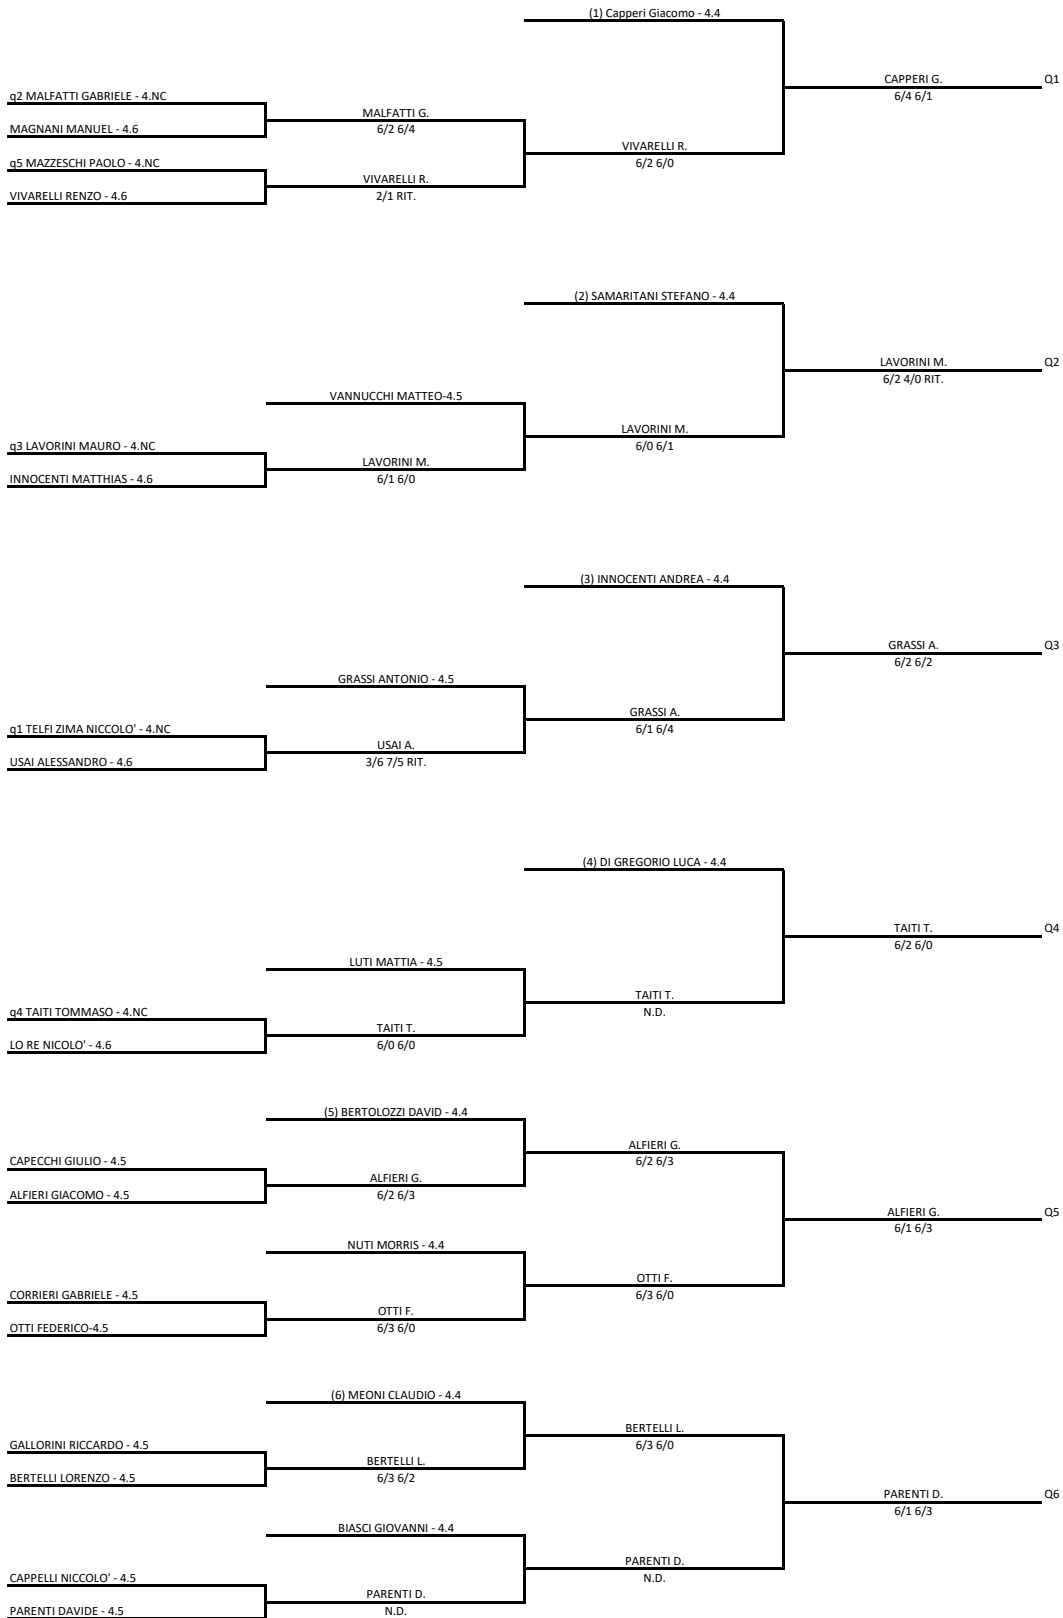 (1) Capperi Giacomo - 4.4
CAPPERI G.
Q1
6/4 6/1
q2 MALFATTI GABRIELE - 4.NC
MALFATTI G.
MAGNANI MANUEL - 4.6
6/2 6/4
VIVARELLI R.
q5 MAZZESCHI PAOLO - 4.NC
6/2 6/0
VIVARELLI R.
VIVARELLI RENZO - 4.6
2/1 RIT.
(2) SAMARITANI STEFANO - 4.4
LAVORINI M.
Q2
6/2 4/0 RIT.
VANNUCCHI MATTEO-4.5
LAVORINI M.
q3 LAVORINI MAURO - 4.NC
6/0 6/1
LAVORINI M.
INNOCENTI MATTHIAS - 4.6
6/1 6/0
(3) INNOCENTI ANDREA - 4.4
GRASSI A.
Q3
6/2 6/2
GRASSI ANTONIO - 4.5
GRASSI A.
q1 TELFI ZIMA NICCOLO' - 4.NC
6/1 6/4
USAI A.
USAI ALESSANDRO - 4.6
3/6 7/5 RIT.
(4) DI GREGORIO LUCA - 4.4
TAITI T.
Q4
6/2 6/0
LUTI MATTIA - 4.5
TAITI T.
q4 TAITI TOMMASO - 4.NC
N.D.
TAITI T.
LO RE NICOLO' - 4.6
6/0 6/0
(5) BERTOLOZZI DAVID - 4.4
ALFIERI G.
CAPECCHI GIULIO - 4.5
6/2 6/3
ALFIERI G.
ALFIERI GIACOMO - 4.5
6/2 6/3
ALFIERI G.
Q5
6/1 6/3
NUTI MORRIS - 4.4
OTTI F.
CORRIERI GABRIELE - 4.5
6/3 6/0
OTTI F.
OTTI FEDERICO-4.5
6/3 6/0
(6) MEONI CLAUDIO - 4.4
BERTELLI L.
GALLORINI RICCARDO - 4.5
6/3 6/0
BERTELLI L.
BERTELLI LORENZO - 4.5
6/3 6/2
PARENTI D.
Q6
6/1 6/3
BIASCI GIOVANNI - 4.4
PARENTI D.
CAPPELLI NICCOLO' - 4.5
N.D.
PARENTI D.
PARENTI DAVIDE - 4.5
N.D.